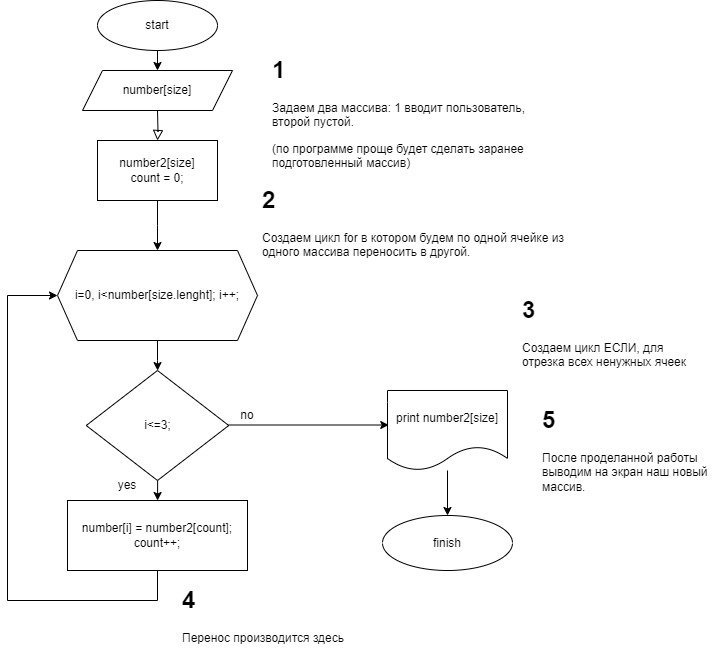 start
number[size]
1
Задаем два массива: 1 вводит пользователь,
второй пустой.
(по программе проще будет сделать заранее
подготовленный массив)
number2[size]
count = 0;
2
Создаем цикл for в котором будем по одной ячейке из
одного массива переносить в другой.
i=0, i<number[size.lenght]; i++;
3
Создаем цикл ЕСЛИ, для
отрезка всех ненужных ячеек
i<=3;
no
print number2[size]
5
После проделанной работы
выводим на экран наш новый
массив.
yes
number[i] = number2[count];
count++;
finish
4
Перенос производится здесь